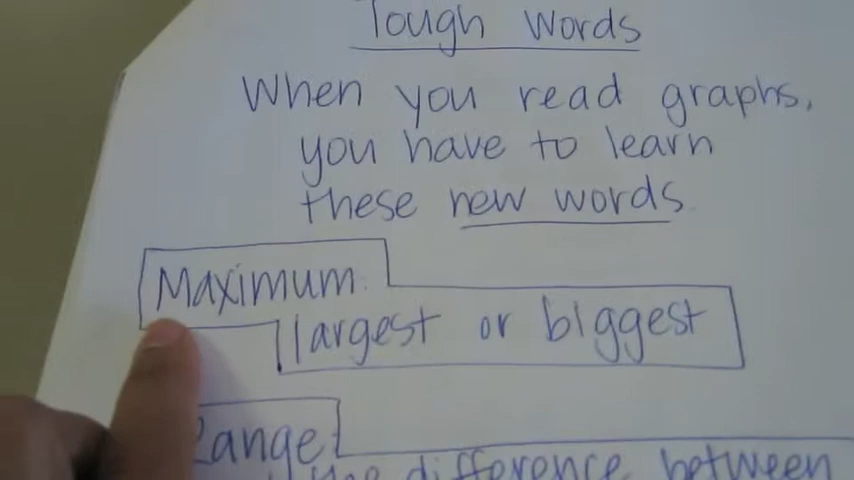 Tough Words
When you read graphs,
you have to learn
these new words.
Maximum
largest or biggest
Range
the difference between